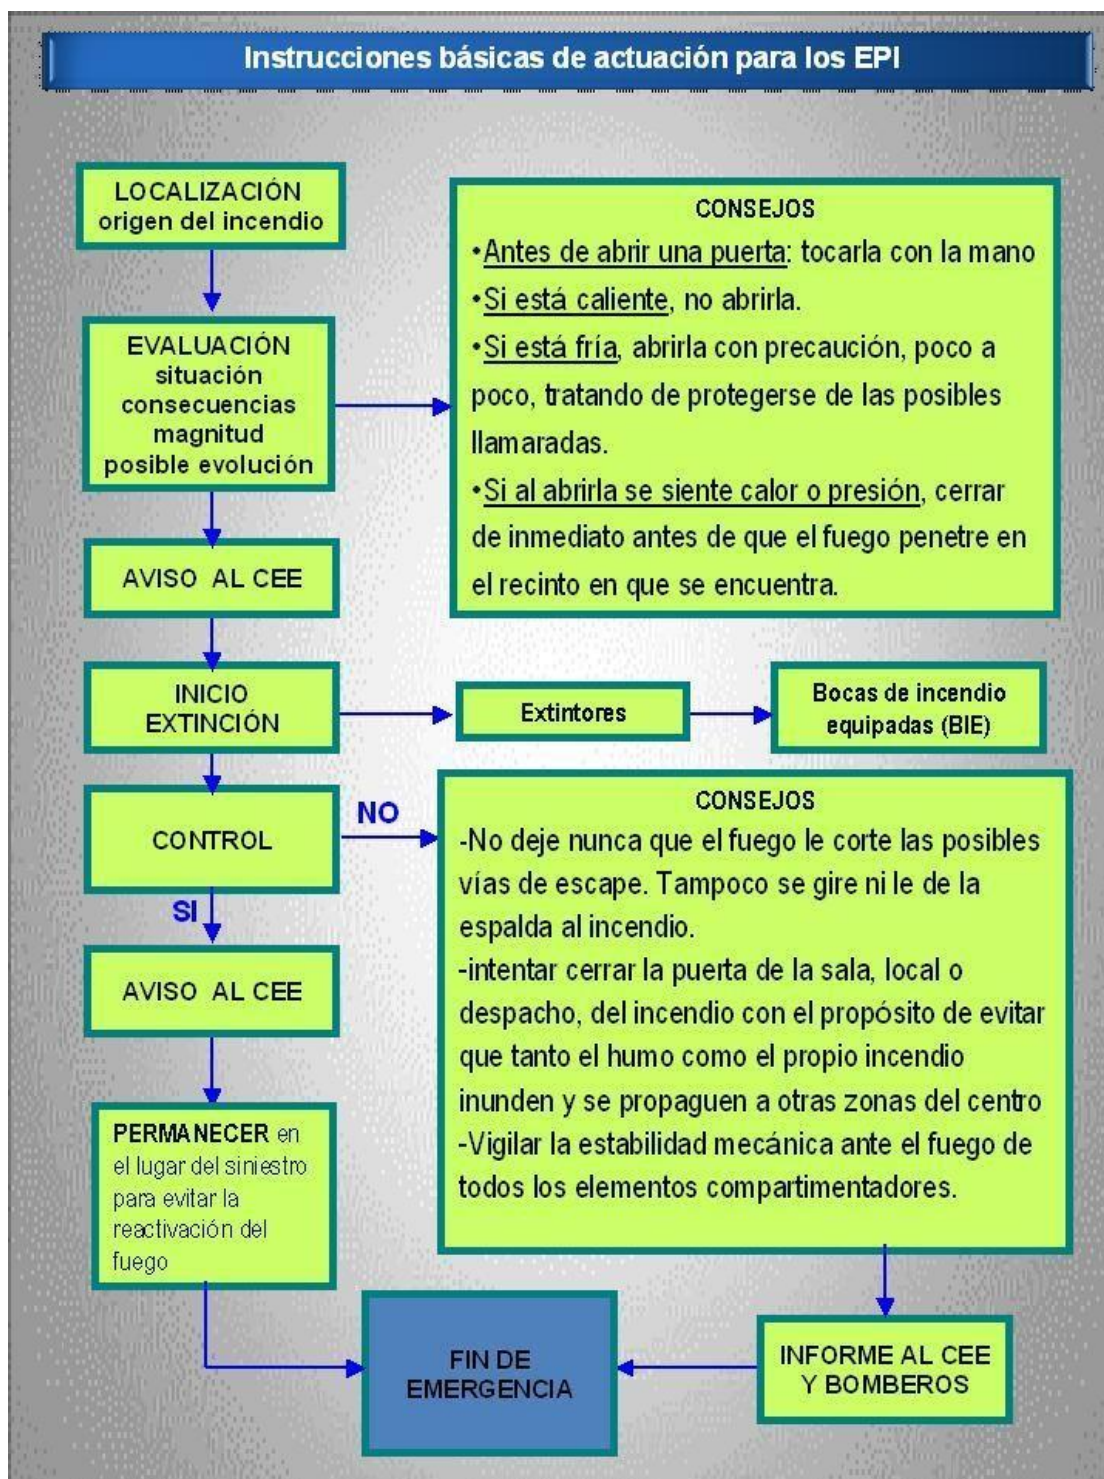 Instrucciones básicas de actuación para los EPI
LOCALIZACIÓN
origen del incendio
EVALUACIÓN
situación
consecuencias
magnitud
posible evolución
CONSEJOS
•Antes de abrir una puerta: tocarla con la mano
•Si está caliente, no abrirla.
•Si está fría, abrirla con precaución, poco a
poco, tratando de protegerse de las posibles
llamaradas.
•Si al abrirla se siente calor o presión, cerrar
de inmediato antes de que el fuego penetre en
el recinto en que se encuentra.
AVISO AL CEE
INICIO
EXTINCIÓN
Extintores
Bocas de incendio
equipadas (BIE)
CONTROL
NO
CONSEJOS
-No deje nunca que el fuego le corte las posibles
vías de escape. Tampoco se gire ni le de la
espalda al incendio.
-intentar cerrar la puerta de la sala, local o
despacho, del incendio con el propósito de evitar
que tanto el humo como el propio incendio
inunden y se propaguen a otras zonas del centro
-Vigilar la estabilidad mecánica ante el fuego de
todos los elementos compartimentadores.
SI
AVISO AL CEE
PERMANECER en
el lugar del siniestro
para evitar la
reactivación del
fuego
FIN DE
EMERGENCIA
INFORME AL CEE
Y BOMBEROS